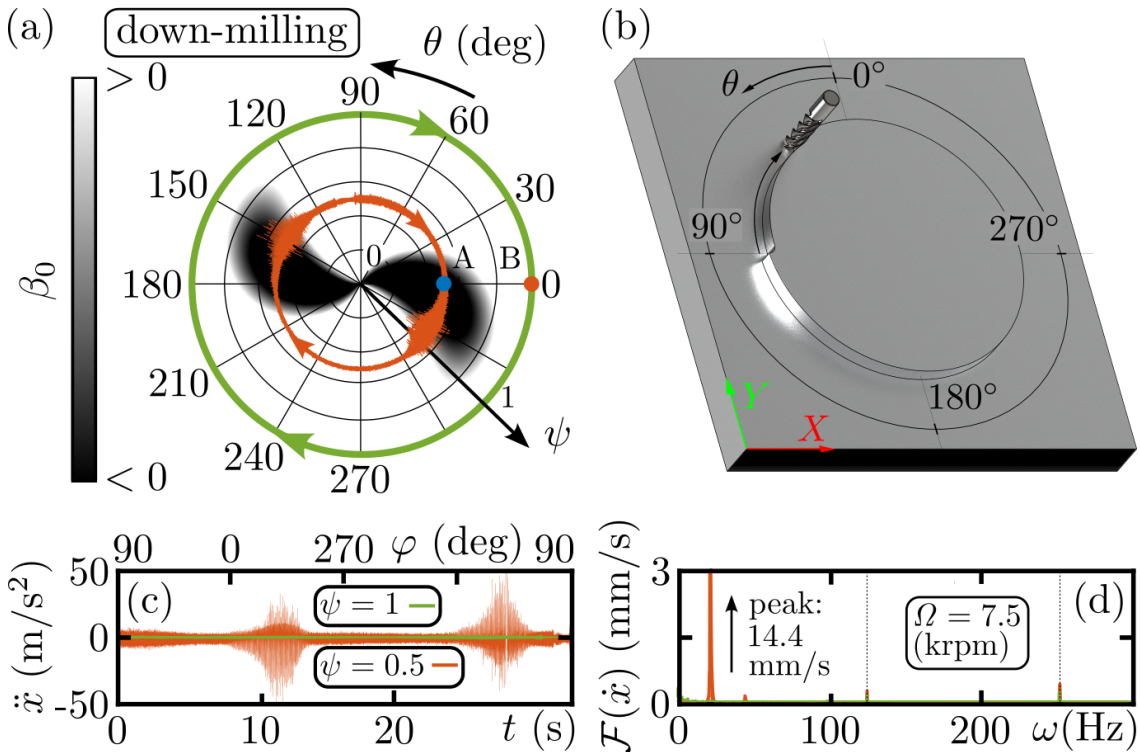 (a)
down-milling
θ (deg)
> 0
β₀
< 0
90
120
60
150
30
180
0
A
B
0
210
1
240
270
ψ
(b)
θ
0°
90°
270°
180°
Y
X
90
0
270
φ (deg)
90
50
(c)
ψ = 1
ẍ (m/s²)
0
ψ = 0.5
-50
0
10
20
t (s)
3
(d)
peak:
14.4
mm/s
Ω = 7.5
(krpm)
F(ẋ) (mm/s)
0
0
100
200
ω(Hz)